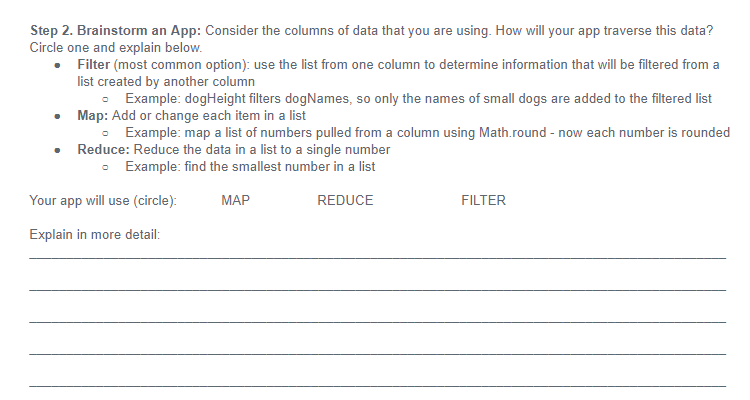 Step 2. Brainstorm an App: Consider the columns of data that you are using. How will your app traverse this data?
Circle one and explain below.
● Filter (most common option): use the list from one column to determine information that will be filtered from a
list created by another column
○ Example: dogHeight filters dogNames, so only the names of small dogs are added to the filtered list
● Map: Add or change each item in a list
○ Example: map a list of numbers pulled from a column using Math.round - now each number is rounded
● Reduce: Reduce the data in a list to a single number
○ Example: find the smallest number in a list
Your app will use (circle): MAP REDUCE FILTER
Explain in more detail: